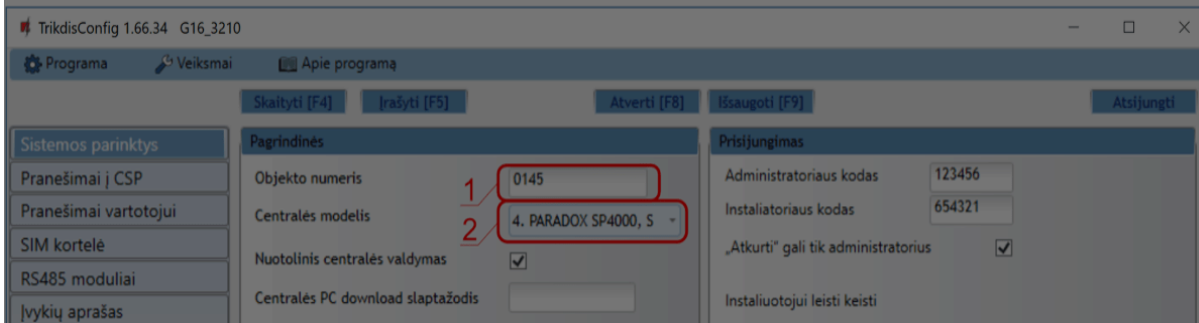 TrikdisConfig 1.66.34 G16_3210
Programa Veiksmai Apie programą
Skaityti [F4] Įrašyti [F5] Atverti [F8] Išsaugoti [F9] Atsijungti
Sistemos parinktys
Pranešimai į CSP
Pranešimai vartotojui
SIM kortelė
RS485 moduliai
Įvykių aprašas
Pagrindinės
Objekto numeris 1 0145
Centralės modelis 2 4. PARADOX SP4000, S
Nuotolinis centralės valdymas
Centralės PC download slaptažodis
Prisijungimas
Administratoriaus kodas 123456
Instaliatoriaus kodas 654321
„Atkurti“ gali tik administratorius
Instaliuotojui leisti keisti